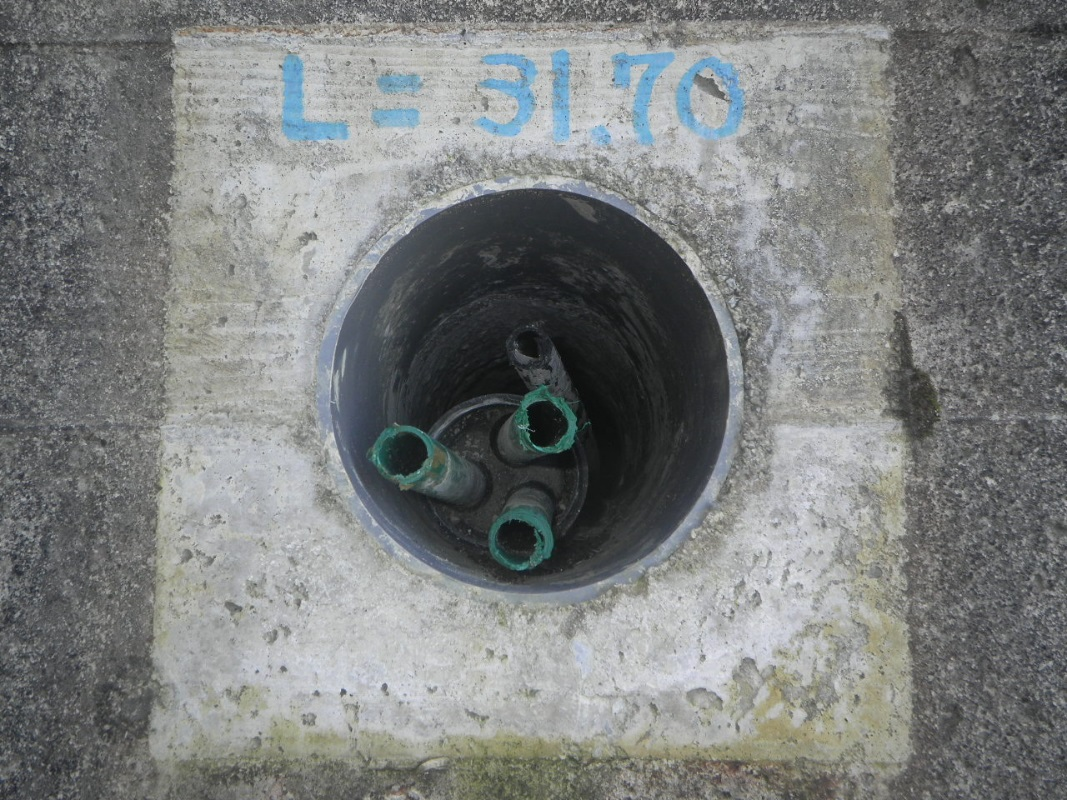 L = 31.70